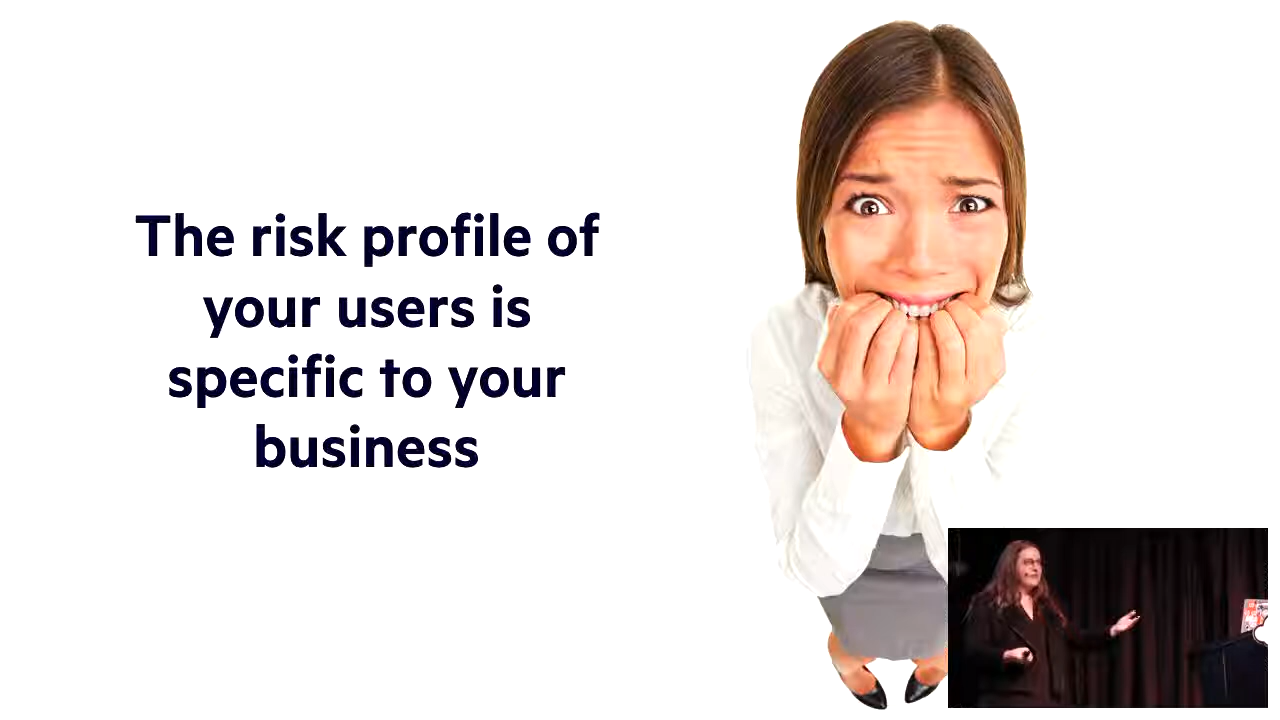 The risk profile of
your users is
specific to your
business